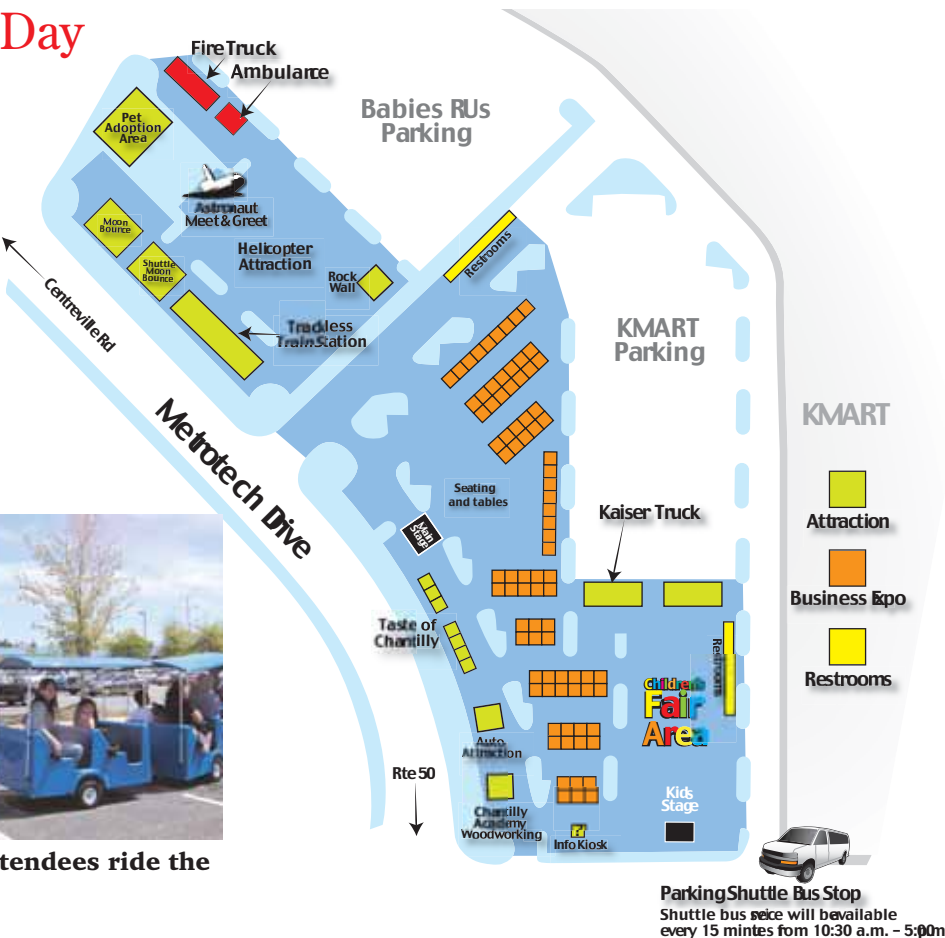 Day
Fire Truck
Ambulance
Babies R Us
Parking
Pet
Adoption
Area
Astronaut
Meet & Greet
Moon
Bounce
Helicopter
Attraction
Shuttle
Moon
Bounce
Rock
Wall
Restrooms
Trackless
Train Station
Centreville Rd
KMART
Parking
KMART
Metrotech Drive
Seating
and tables
Main
Stage
Kaiser Truck
Attraction
Business Expo
Restrooms
Taste of
Chantilly
Restrooms
Children's
Fair
Area
Auto
Attraction
Rte 50
Chantilly
Academy
Woodworking
?
Info Kiosk
Kids
Stage
tendees ride the
Parking Shuttle Bus Stop
Shuttle bus service will be available
every 15 minutes from 10:30 a.m. – 5:00pm